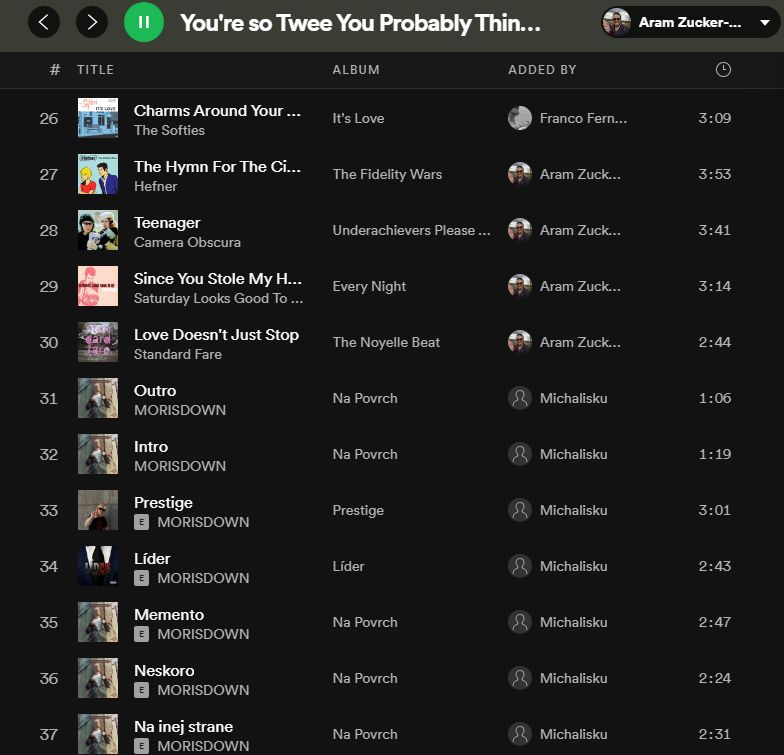 You're so Twee You Probably Thin...
Aram Zucker-...
# TITLE ALBUM ADDED BY
26 Charms Around Your ... It's Love Franco Fern... 3:09
The Softies
27 The Hymn For The Ci... The Fidelity Wars Aram Zuck... 3:53
Hefner
28 Teenager Underachievers Please ... Aram Zuck... 3:41
Camera Obscura
29 Since You Stole My H... Every Night Aram Zuck... 3:14
Saturday Looks Good To ...
30 Love Doesn't Just Stop The Noyelle Beat Aram Zuck... 2:44
Standard Fare
31 Outro Na Povrch Michalisku 1:06
MORISDOWN
32 Intro Na Povrch Michalisku 1:19
MORISDOWN
33 Prestige Prestige Michalisku 3:01
E MORISDOWN
34 Líder Líder Michalisku 2:43
E MORISDOWN
35 Memento Na Povrch Michalisku 2:47
E MORISDOWN
36 Neskoro Na Povrch Michalisku 2:24
E MORISDOWN
37 Na inej strane Na Povrch Michalisku 2:31
E MORISDOWN